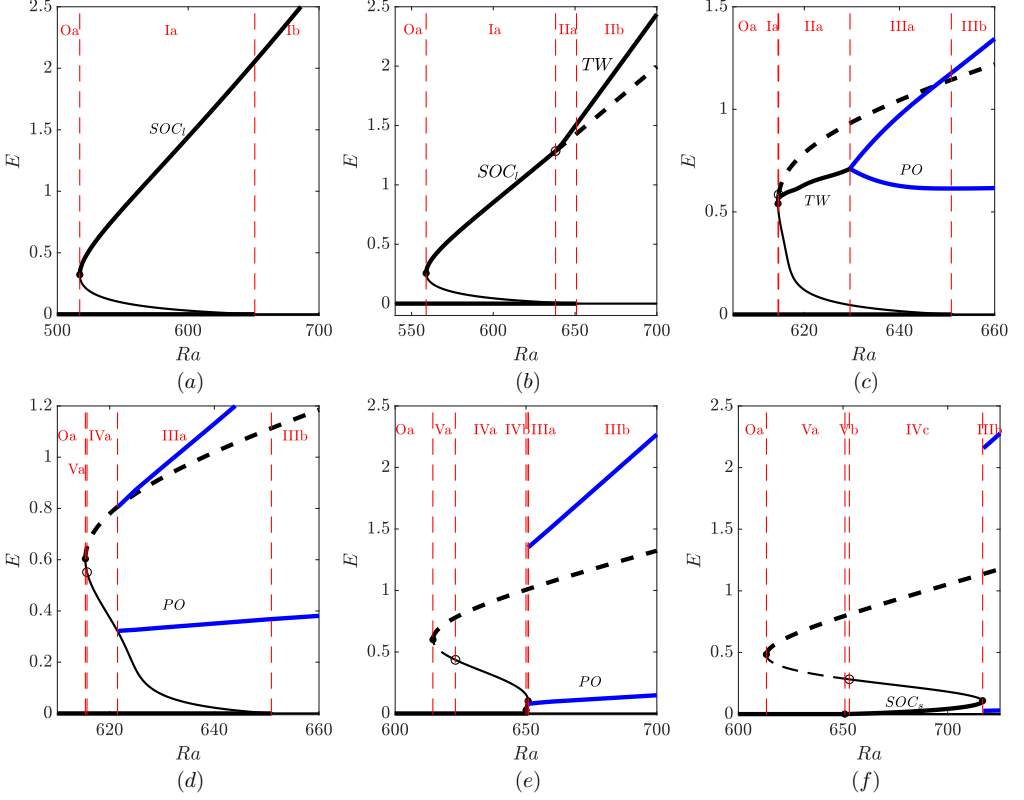 2.5
2
1.5
1
0.5
0
E
Oa Ia Ib
SOC_l
500 600 700
Ra
(a)
2.5
2
1.5
1
0.5
0
E
Oa Ia IIa IIb
TW
SOC_l
550 600 650 700
Ra
(b)
1.5
1
0.5
0
E
Oa Ia IIa IIIa IIIb
PO
TW
620 640 660
Ra
(c)
1.2
1
0.8
0.6
0.4
0.2
0
E
Oa IVa IIIa IIIb
Va
PO
620 640 660
Ra
(d)
2.5
2
1.5
1
0.5
0
E
Oa Va IVa IVb IIIa IIIb
PO
600 650 700
Ra
(e)
2.5
2
1.5
1
0.5
0
E
Oa Va Vb IVc IIIb
SOC_s
600 650 700
Ra
(f)